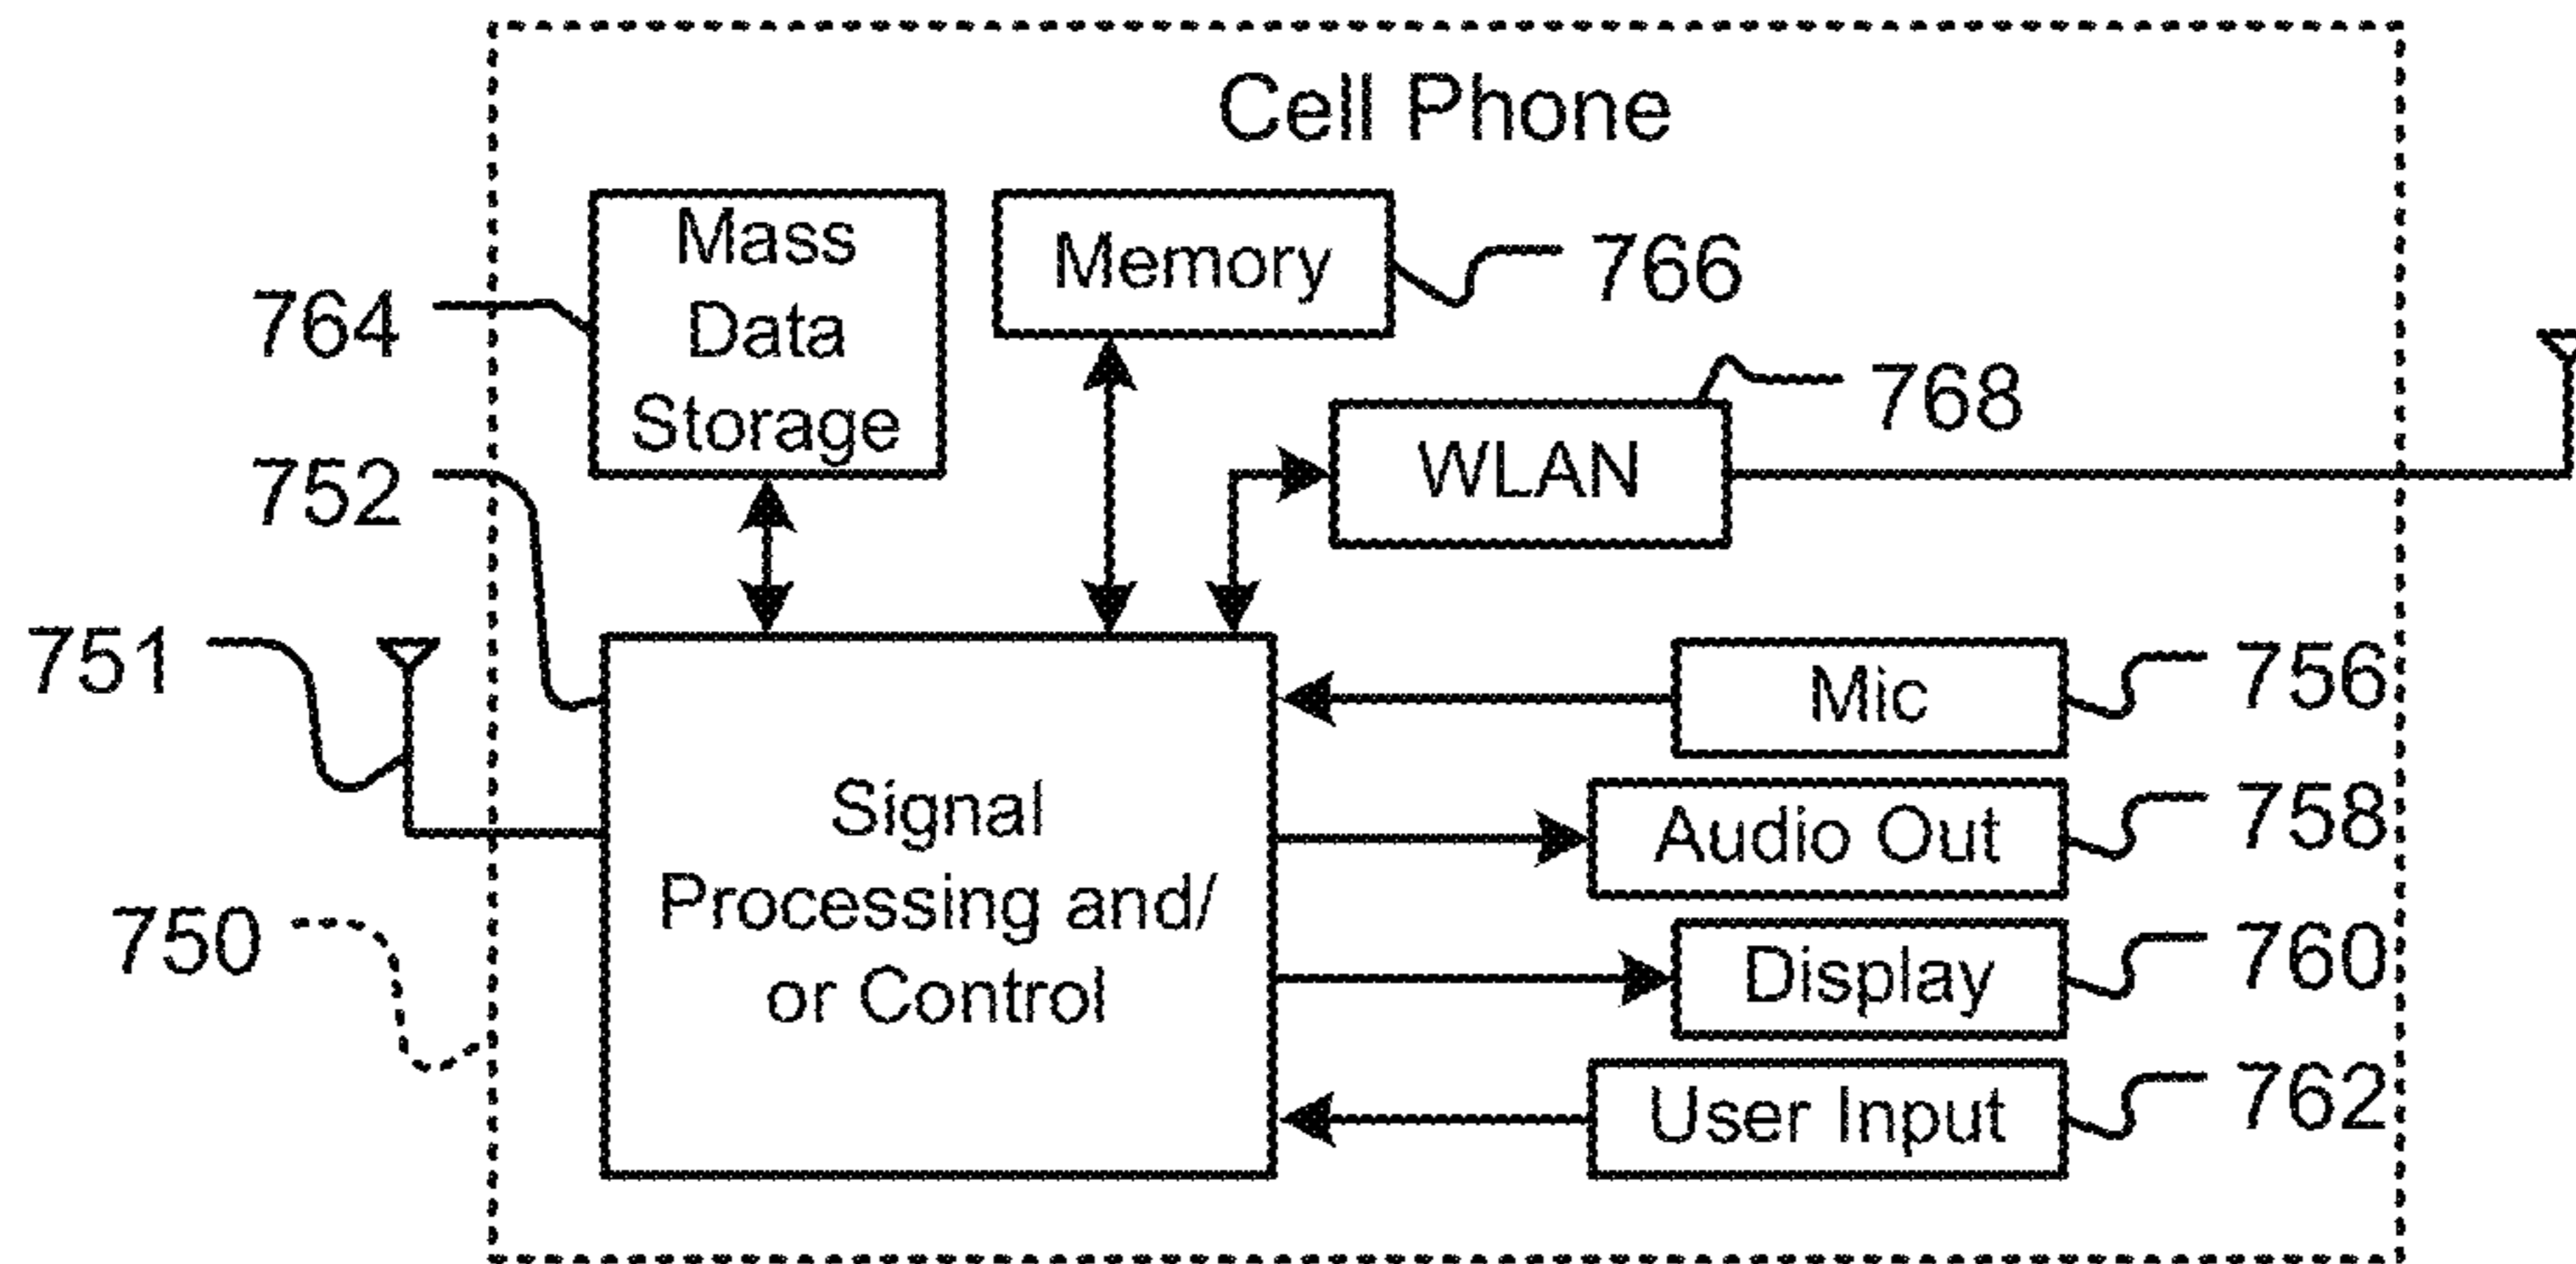 Cell Phone
Mass
Data
Storage
Memory
766
764
768
WLAN
752
751
Mic
756
Signal
Processing and/
or Control
Audio Out
758
750
Display
760
User Input
762